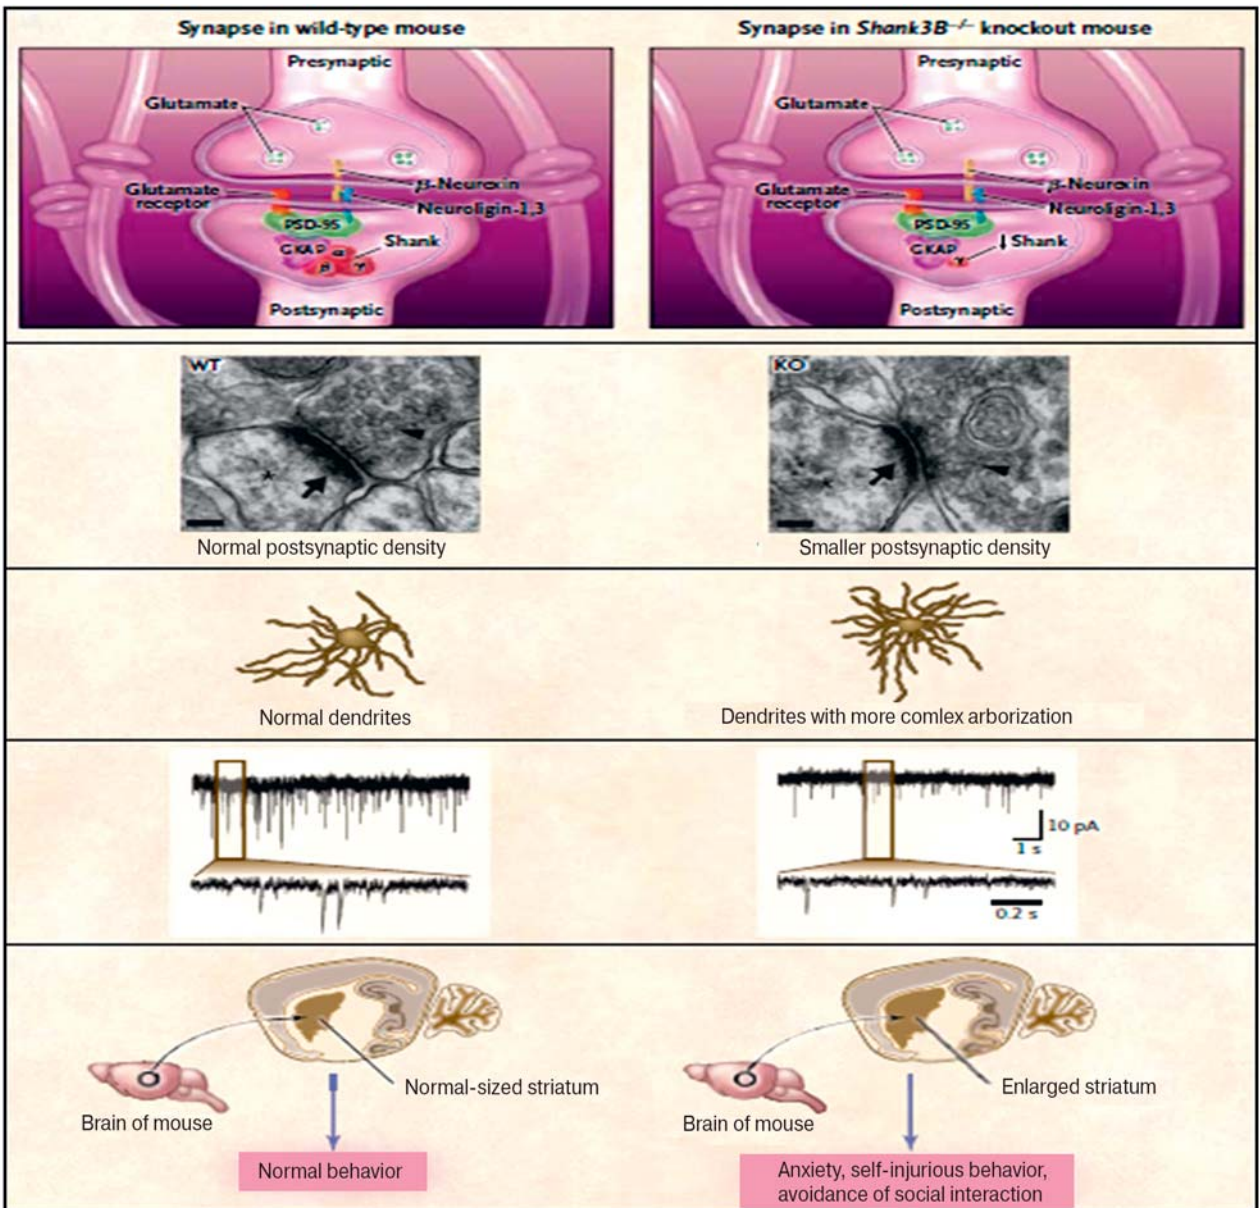 Synapse in wild-type mouse
Synapse in Shank3B–/– knockout mouse
Presynaptic
Glutamate
Glutamate
receptor
β-Neurexin
Neuroligin-1,3
PSD-95
GKAP
α
β
γ
Shank
Postsynaptic
Presynaptic
Glutamate
Glutamate
receptor
β-Neurexin
Neuroligin-1,3
PSD-95
GKAP
γ
↓ Shank
Postsynaptic
WT
KO
Normal postsynaptic density
Smaller postsynaptic density
Normal dendrites
Dendrites with more comlex arborization
10 pA
1 s
0.2 s
Normal-sized striatum
Brain of mouse
Normal behavior
Enlarged striatum
Brain of mouse
Anxiety, self-injurious behavior,
avoidance of social interaction